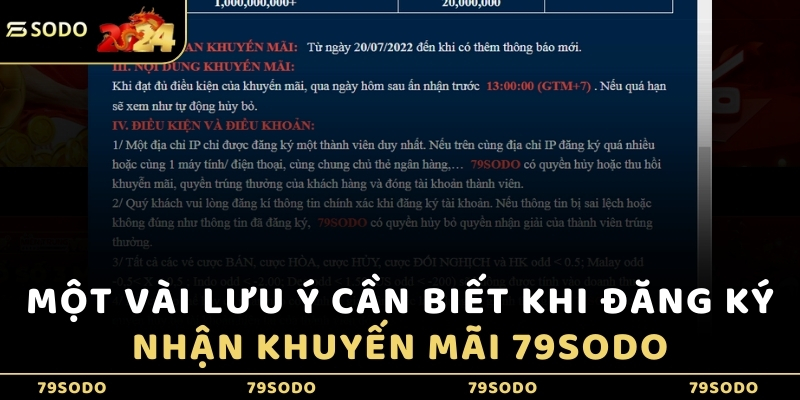 1,000,000,000+ 20,000,000
SODO 2024
KHUYẾN MÃI: Từ ngày 20/07/2022 đến khi có thêm thông báo mới.
III. NỘI DUNG KHUYẾN MÃI:
Khi đạt đủ điều kiện của khuyến mãi, qua ngày hôm sau ấn nhận trước 13:00:00 (GTM+7) . Nếu quá hạn
sẽ xem như tự động hủy bỏ.
IV. ĐIỀU KIỆN VÀ ĐIỀU KHOẢN:
1/ Một địa chỉ IP chỉ được đăng ký một thành viên duy nhất. Nếu trên cùng địa chỉ IP đăng ký quá nhiều
hoặc cùng 1 máy tính/ điện thoại, cùng chung chủ thẻ ngân hàng,… 79SODO có quyền hủy hoặc thu hồi
khuyến mãi, quyền trúng thưởng của khách hàng và đóng tài khoản thành viên.
2/ Quý khách vui lòng đăng kí thông tin chính xác khi đăng ký tài khoản. Nếu thông tin bị sai lệch hoặc
không đúng như thông tin đã đăng ký, 79SODO có quyền hủy bỏ quyền nhận giải của thành viên trúng
thưởng.
3/ Tất cả các vé cược BÁN, cược HÒA, cược HỦY, cược ĐỐI NGHỊCH và HK odd < 0.5; Malay odd
MỘT VÀI LƯU Ý CẦN BIẾT KHI ĐĂNG KÝ
NHẬN KHUYẾN MÃI 79SODO
79SODO 79SODO 79SODO 79SODO